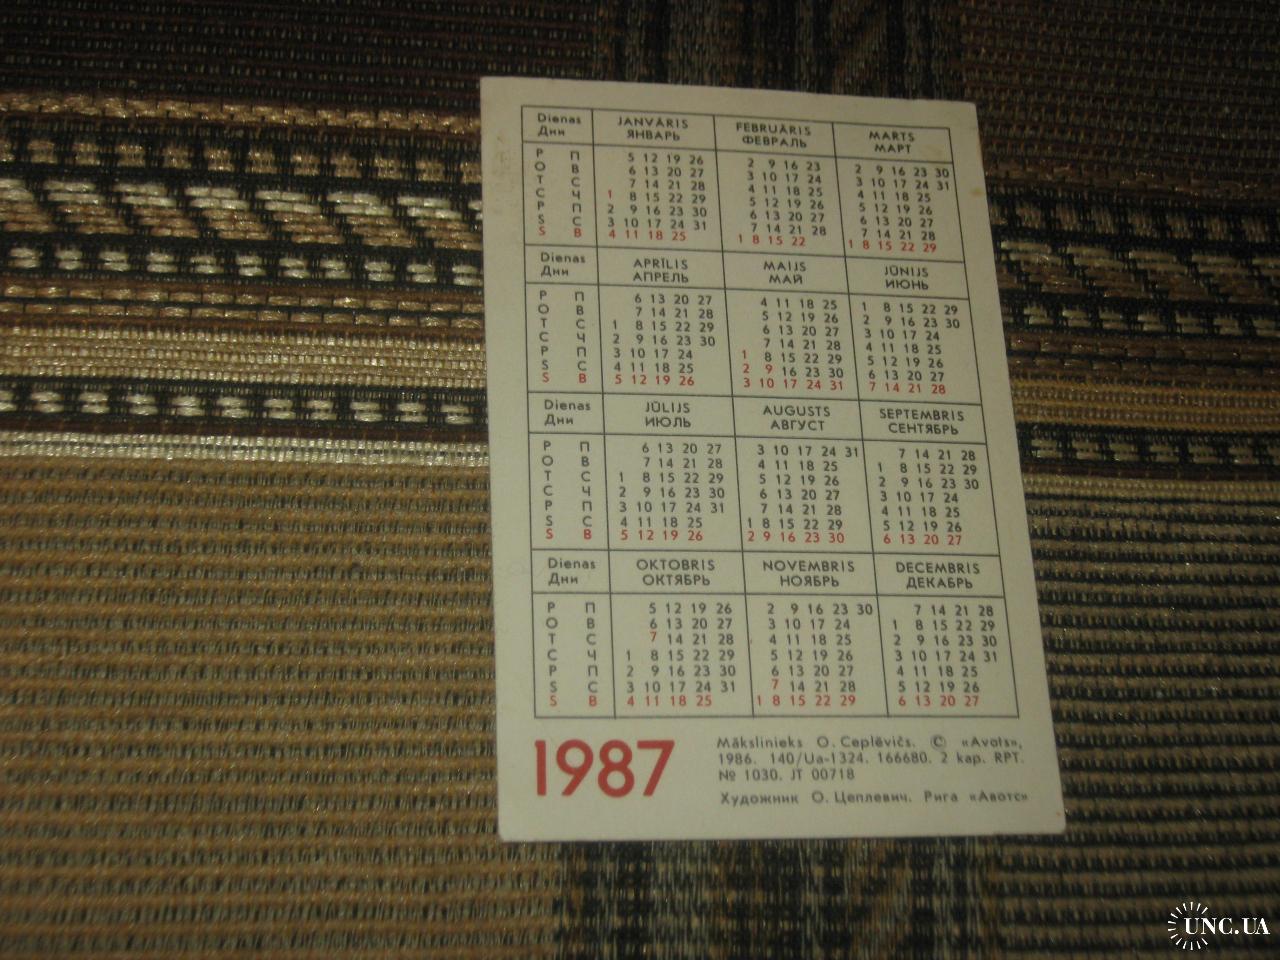 Dienas JANVĀRIS FEBRUĀRIS MARTS
Дни ЯНВАРЬ ФЕВРАЛЬ МАРТ
P П 5 12 19 26 2 9 16 23 2 9 16 23 30
O В 6 13 20 27 3 10 17 24 3 10 17 24 31
T С 7 14 21 28 4 11 18 25 4 11 18 25
C Ч 1 8 15 22 29 5 12 19 26 5 12 19 26
P П 2 9 16 23 30 6 13 20 27 6 13 20 27
S С 3 10 17 24 31 7 14 21 28 7 14 21 28
S В 4 11 18 25 1 8 15 22 1 8 15 22 29
Dienas APRĪLIS MAIJS JŪNIJS
Дни АПРЕЛЬ МАЙ ИЮНЬ
P П 6 13 20 27 4 11 18 25 1 8 15 22 29
O В 7 14 21 28 5 12 19 26 2 9 16 23 30
T С 1 8 15 22 29 6 13 20 27 3 10 17 24
C Ч 2 9 16 23 30 7 14 21 28 4 11 18 25
P П 3 10 17 24 1 8 15 22 29 5 12 19 26
S С 4 11 18 25 2 9 16 23 30 6 13 20 27
S В 5 12 19 26 3 10 17 24 31 7 14 21 28
Dienas JŪLIJS AUGUSTS SEPTEMBRIS
Дни ИЮЛЬ АВГУСТ СЕНТЯБРЬ
P П 6 13 20 27 3 10 17 24 31 7 14 21 28
O В 7 14 21 28 4 11 18 25 1 8 15 22 29
T С 1 8 15 22 29 5 12 19 26 2 9 16 23 30
C Ч 2 9 16 23 30 6 13 20 27 3 10 17 24
P П 3 10 17 24 31 7 14 21 28 4 11 18 25
S С 4 11 18 25 1 8 15 22 29 5 12 19 26
S В 5 12 19 26 2 9 16 23 30 6 13 20 27
Dienas OKTOBRIS NOVEMBRIS DECEMBRIS
Дни ОКТЯБРЬ НОЯБРЬ ДЕКАБРЬ
P П 5 12 19 26 2 9 16 23 30 7 14 21 28
O В 6 13 20 27 3 10 17 24 1 8 15 22 29
T С 7 14 21 28 4 11 18 25 2 9 16 23 30
C Ч 1 8 15 22 29 5 12 19 26 3 10 17 24 31
P П 2 9 16 23 30 6 13 20 27 4 11 18 25
S С 3 10 17 24 31 7 14 21 28 5 12 19 26
S В 4 11 18 25 1 8 15 22 29 6 13 20 27
1987
Mākslinieks O. Ceplēvičs. © «Avots»,
1986. 140/Ua-1324. 166680. 2 kap. RPT.
№ 1030. JT 00718
Художник О. Цеплевич. Рига «Авотс»
UNC.UA